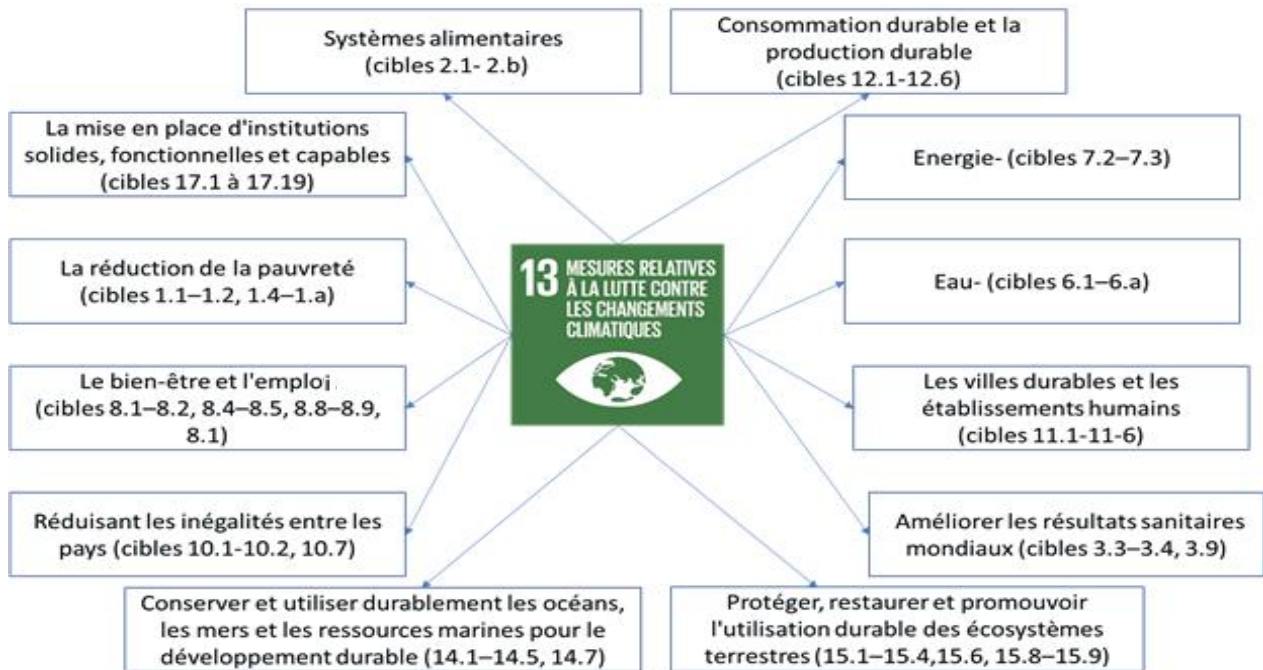 Systèmes alimentaires
(cibles 2.1- 2.b)
Consommation durable et la
production durable
(cibles 12.1-12.6)
La mise en place d'institutions
solides, fonctionnelles et capables
(cibles 17.1 à 17.19)
Energie- (cibles 7.2–7.3)
La réduction de la pauvreté
(cibles 1.1–1.2, 1.4–1.a)
13 MESURES RELATIVES
À LA LUTTE CONTRE
LES CHANGEMENTS
CLIMATIQUES
Eau- (cibles 6.1–6.a)
Le bien-être et l'emploi
(cibles 8.1–8.2, 8.4–8.5, 8.8–8.9,
8.1)
Les villes durables et les
établissements humains
(cibles 11.1-11-6)
Réduisant les inégalités entre les
pays (cibles 10.1-10.2, 10.7)
Améliorer les résultats sanitaires
mondiaux (cibles 3.3–3.4, 3.9)
Conserver et utiliser durablement les océans,
les mers et les ressources marines pour le
développement durable (14.1–14.5, 14.7)
Protéger, restaurer et promouvoir
l'utilisation durable des écosystèmes
terrestres (15.1–15.4,15.6, 15.8–15.9)